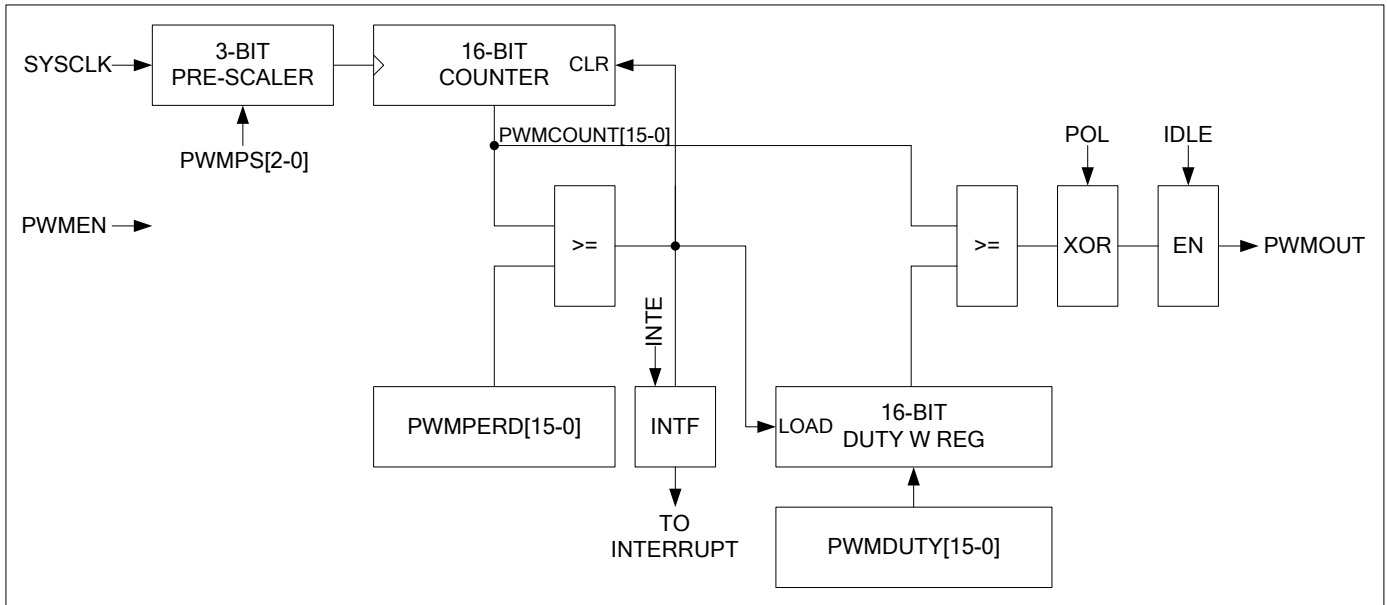 SYSCLK
3-BIT
PRE-SCALER
16-BIT
COUNTER
CLR
PWMPS[2-0]
PWMCOUNT[15-0]
POL
IDLE
PWMEN
>=
>=
XOR
EN
PWMOUT
INTE
PWMPERD[15-0]
INTF
LOAD
16-BIT
DUTY W REG
TO
INTERRUPT
PWMDUTY[15-0]